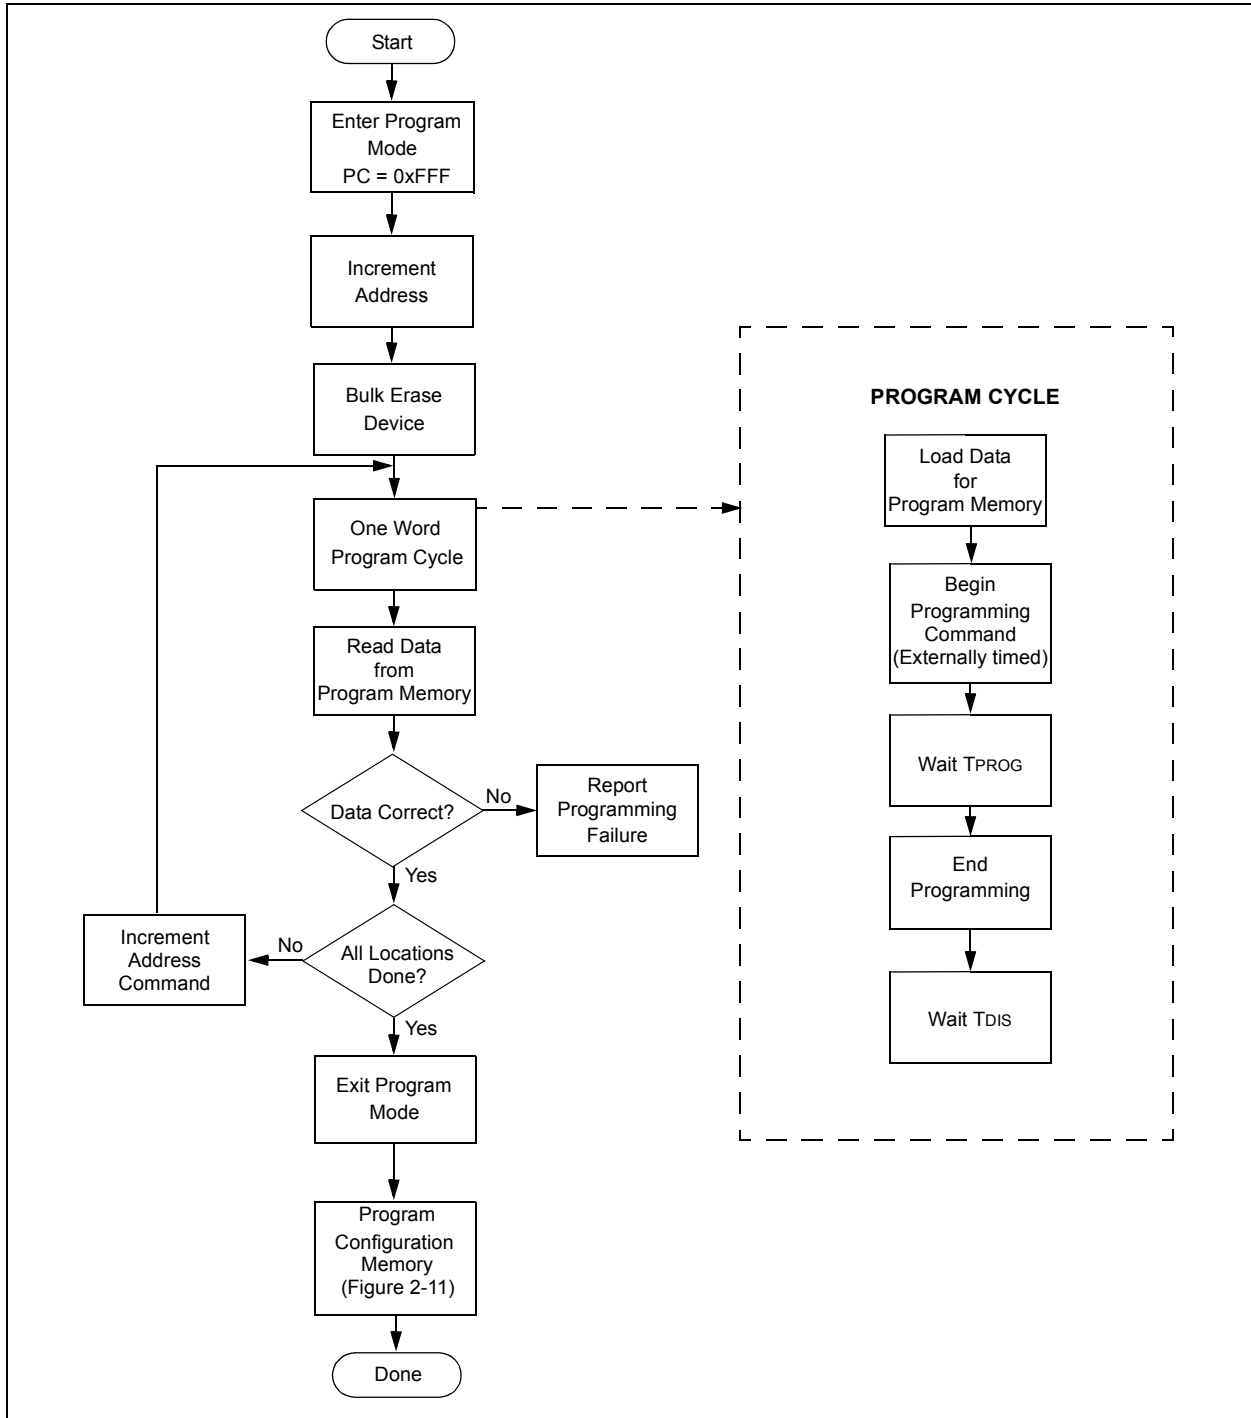 Start
Enter Program
Mode
PC = 0xFFF
Increment
Address
Bulk Erase
Device
One Word
Program Cycle
Read Data
from
Program Memory
Data Correct?
No
Report
Programming
Failure
Yes
All Locations
Done?
No
Increment
Address
Command
Yes
Exit Program
Mode
Program
Configuration
Memory
(Figure 2-11)
Done
PROGRAM CYCLE
Load Data
for
Program Memory
Begin
Programming
Command
(Externally timed)
Wait TPROG
End
Programming
Wait TDIS